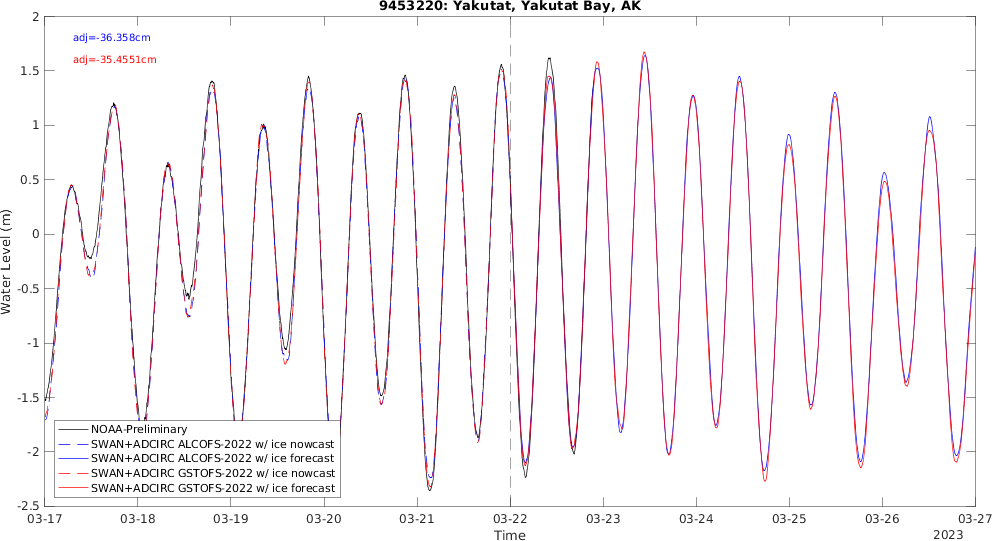 9453220: Yakutat, Yakutat Bay, AK
adj=-36.358cm
adj=-35.4551cm
Water Level (m)
2
1.5
1
0.5
0
-0.5
-1
-1.5
-2
-2.5
NOAA-Preliminary
SWAN+ADCIRC ALCOFS-2022 w/ ice nowcast
SWAN+ADCIRC ALCOFS-2022 w/ ice forecast
SWAN+ADCIRC GSTOFS-2022 w/ ice nowcast
SWAN+ADCIRC GSTOFS-2022 w/ ice forecast
03-17 03-18 03-19 03-20 03-21 03-22 03-23 03-24 03-25 03-26 03-27
Time
2023